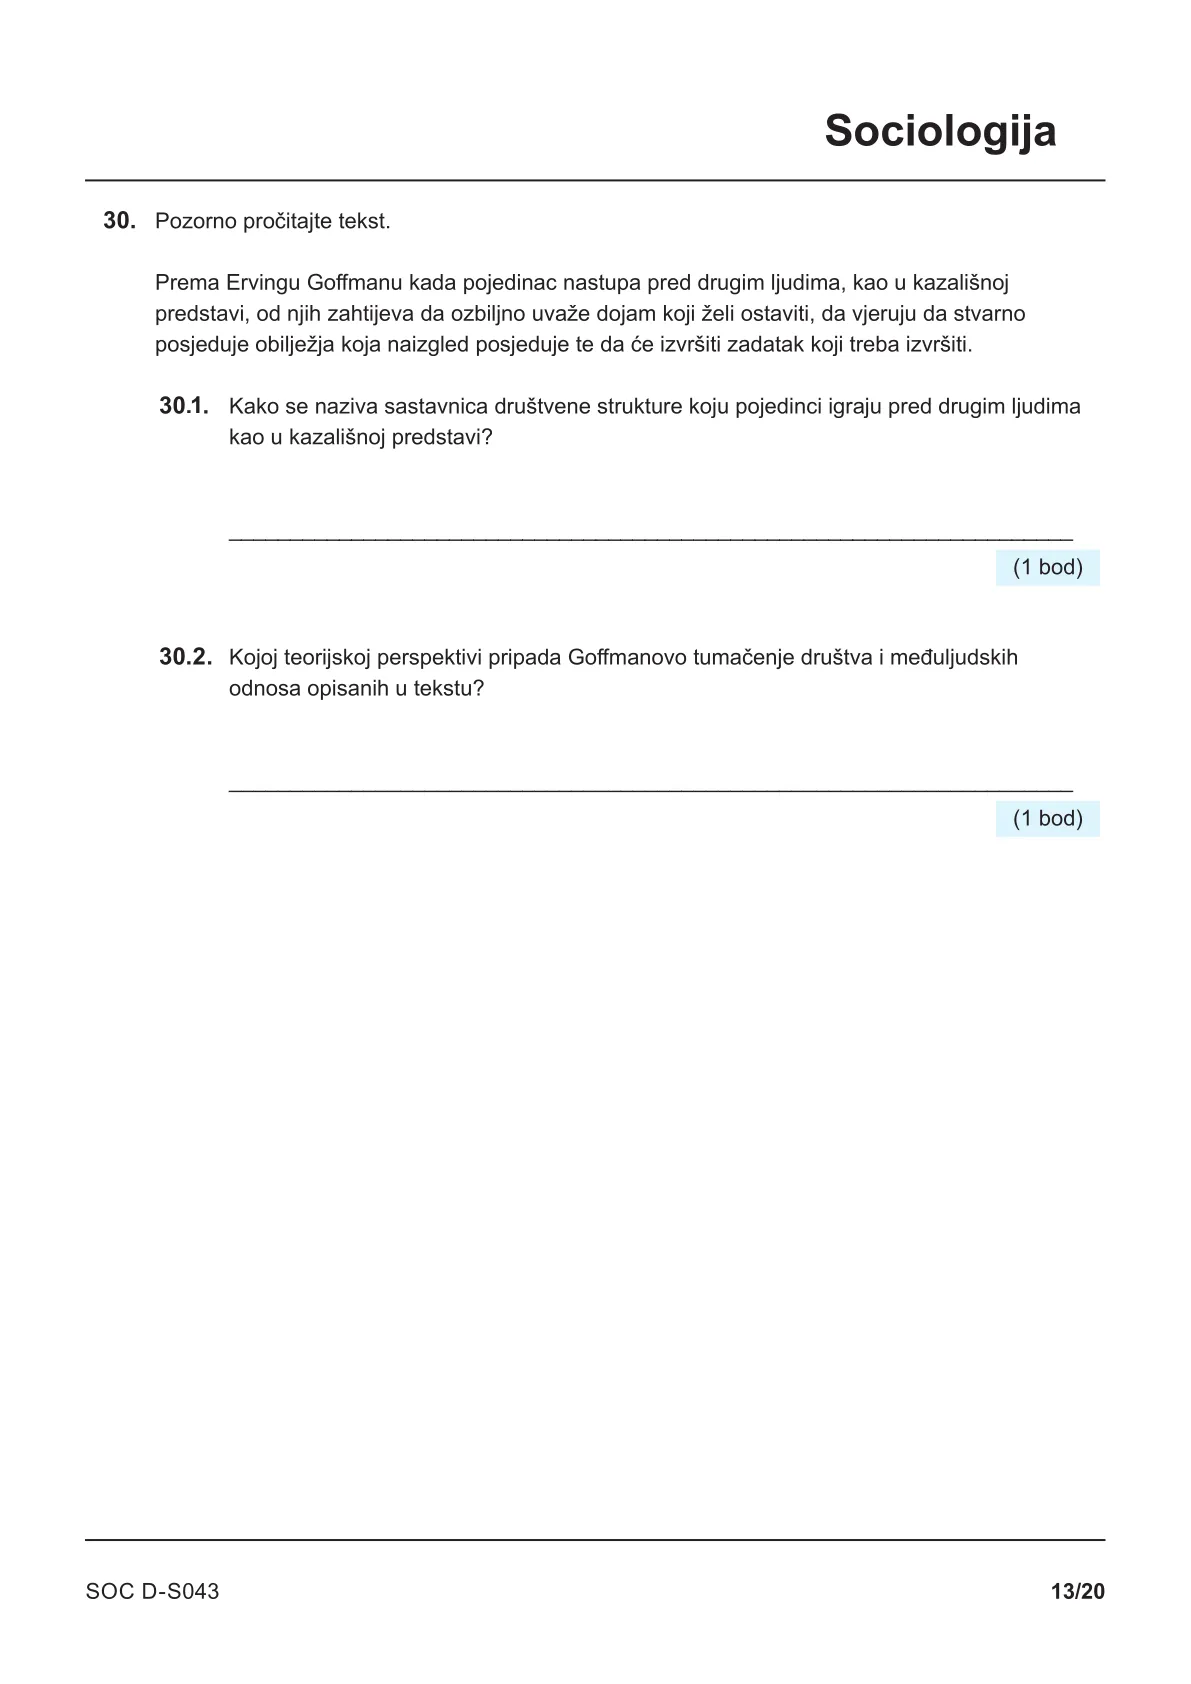 Sociologija
30. Pozorno pročitajte tekst.
Prema Ervingu Goffmanu kada pojedinac nastupa pred drugim ljudima, kao u kazališnoj
predstavi, od njih zahtijeva da ozbiljno uvaže dojam koji želi ostaviti, da vjeruju da stvarno
posjeduje obilježja koja naizgled posjeduje te da će izvršiti zadatak koji treba izvršiti.
30.1. Kako se naziva sastavnica društvene strukture koju pojedinci igraju pred drugim ljudima
kao u kazališnoj predstavi?
(1 bod)
30.2. Kojoj teorijskoj perspektivi pripada Goffmanovo tumačenje društva i međuljudskih
odnosa opisanih u tekstu?
(1 bod)
SOC D-S043
13/20